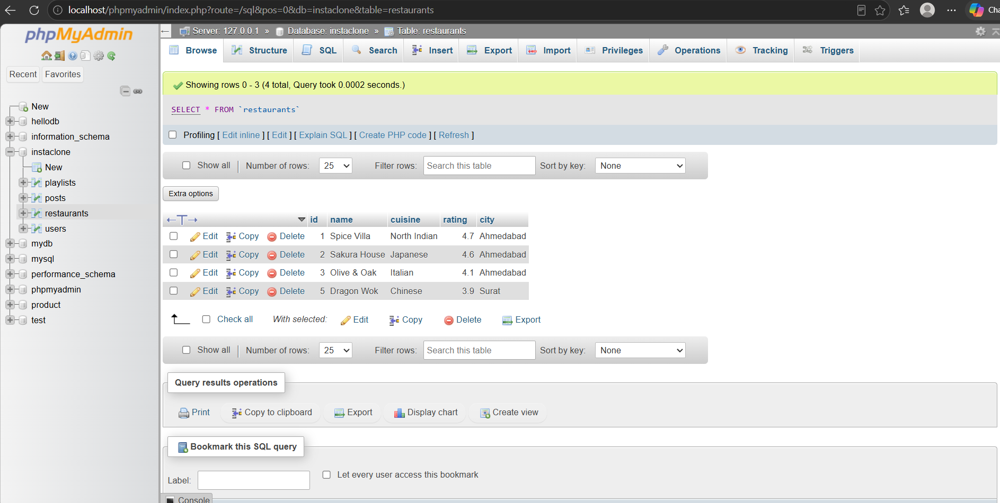 localhost/phpmyadmin/index.php?route=/sql&pos=0&db=instaclone&table=restaurants
phpMyAdmin
Recent Favorites
New
hellodb
information_schema
instaclone
New
playlists
posts
restaurants
users
mydb
mysql
performance_schema
phpmyadmin
product
test
Server: 127.0.0.1 » Database: instaclone » Table: restaurants
Browse Structure SQL Search Insert Export Import Privileges Operations Tracking Triggers
Showing rows 0 - 3 (4 total, Query took 0.0002 seconds.)
SELECT * FROM `restaurants`
Profiling [ Edit inline ] [ Edit ] [ Explain SQL ] [ Create PHP code ] [ Refresh ]
Show all | Number of rows: 25 Filter rows: Search this table Sort by key: None
Extra options
id name cuisine rating city
Edit Copy Delete 1 Spice Villa North Indian 4.7 Ahmedabad
Edit Copy Delete 2 Sakura House Japanese 4.6 Ahmedabad
Edit Copy Delete 3 Olive & Oak Italian 4.1 Ahmedabad
Edit Copy Delete 5 Dragon Wok Chinese 3.9 Surat
Check all With selected: Edit Copy Delete Export
Show all | Number of rows: 25 Filter rows: Search this table Sort by key: None
Query results operations
Print Copy to clipboard Export Display chart Create view
Bookmark this SQL query
Label: Let every user access this bookmark
Console